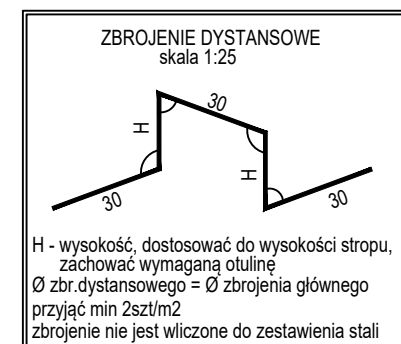 ZBROJENIE DYSTANSOWE
skala 1:25
30
H
H
30
30
H - wysokość, dostosować do wysokości stropu,
zachować wymaganą otulinę
Ø zbr.dystansowego = Ø zbrojenia głównego
przyjąć min 2szt/m2
zbrojenie nie jest wliczone do zestawienia stali